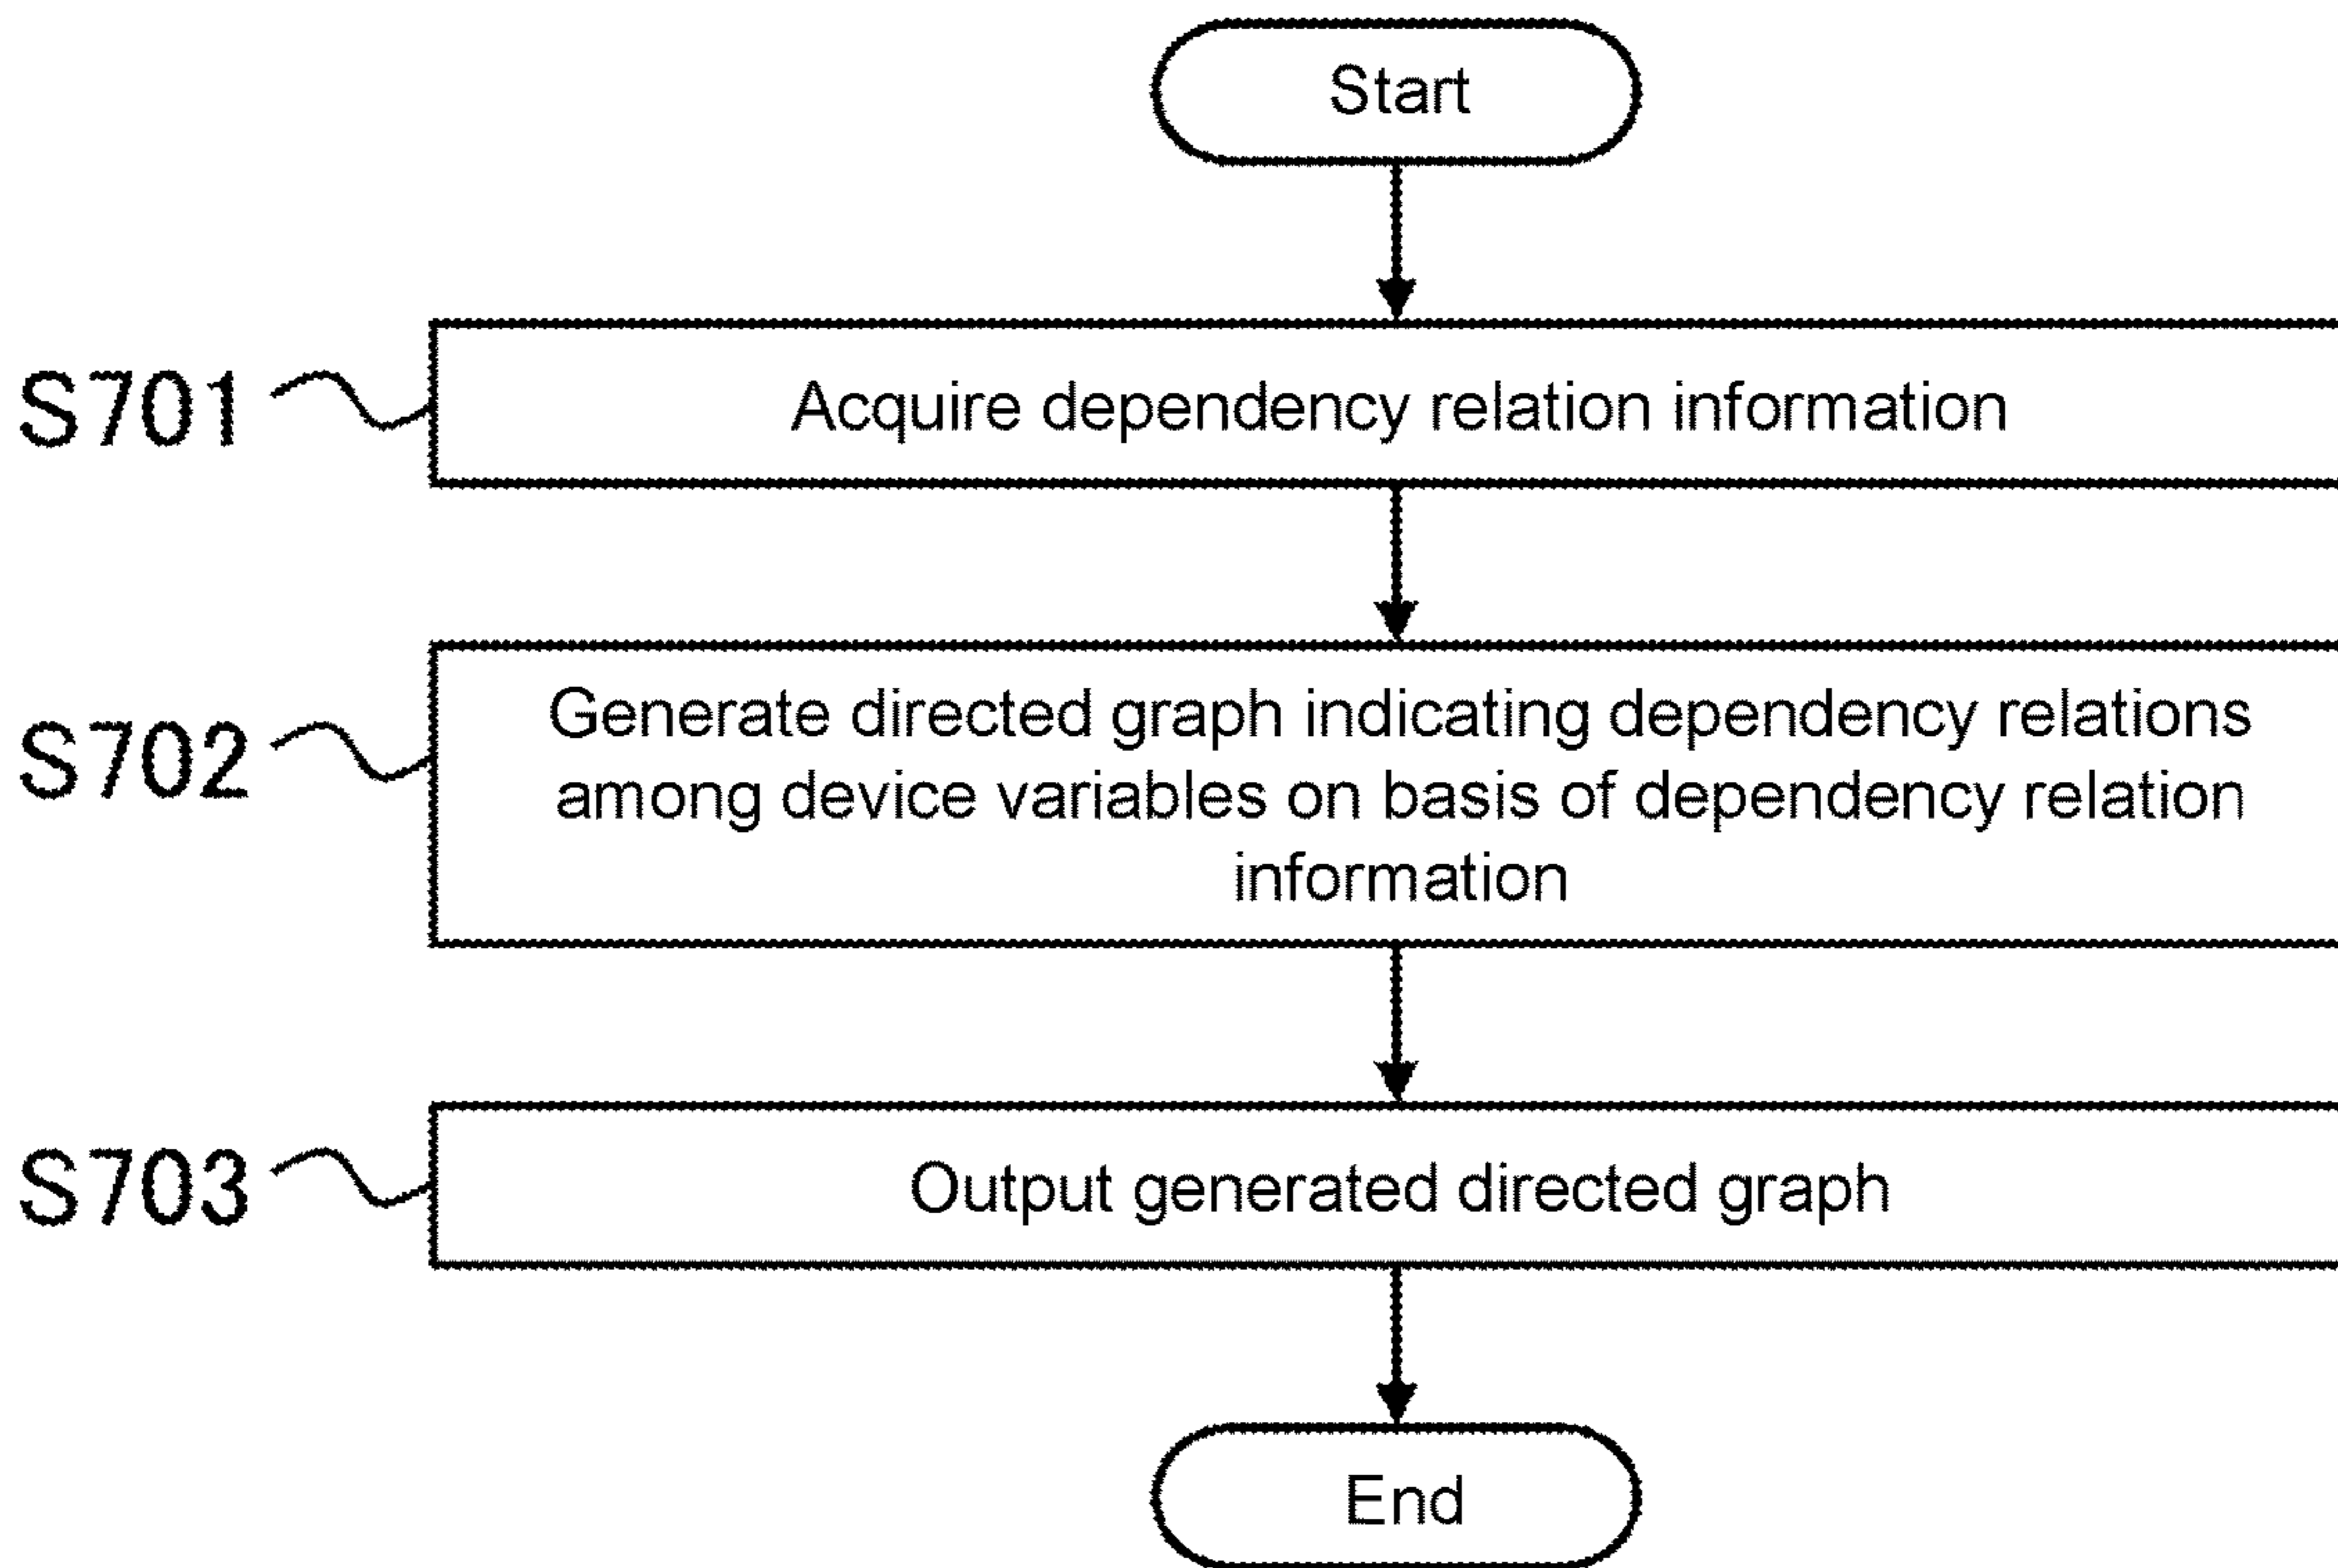 Start
S701
Acquire dependency relation information
S702
Generate directed graph indicating dependency relations
among device variables on basis of dependency relation
information
S703
Output generated directed graph
End